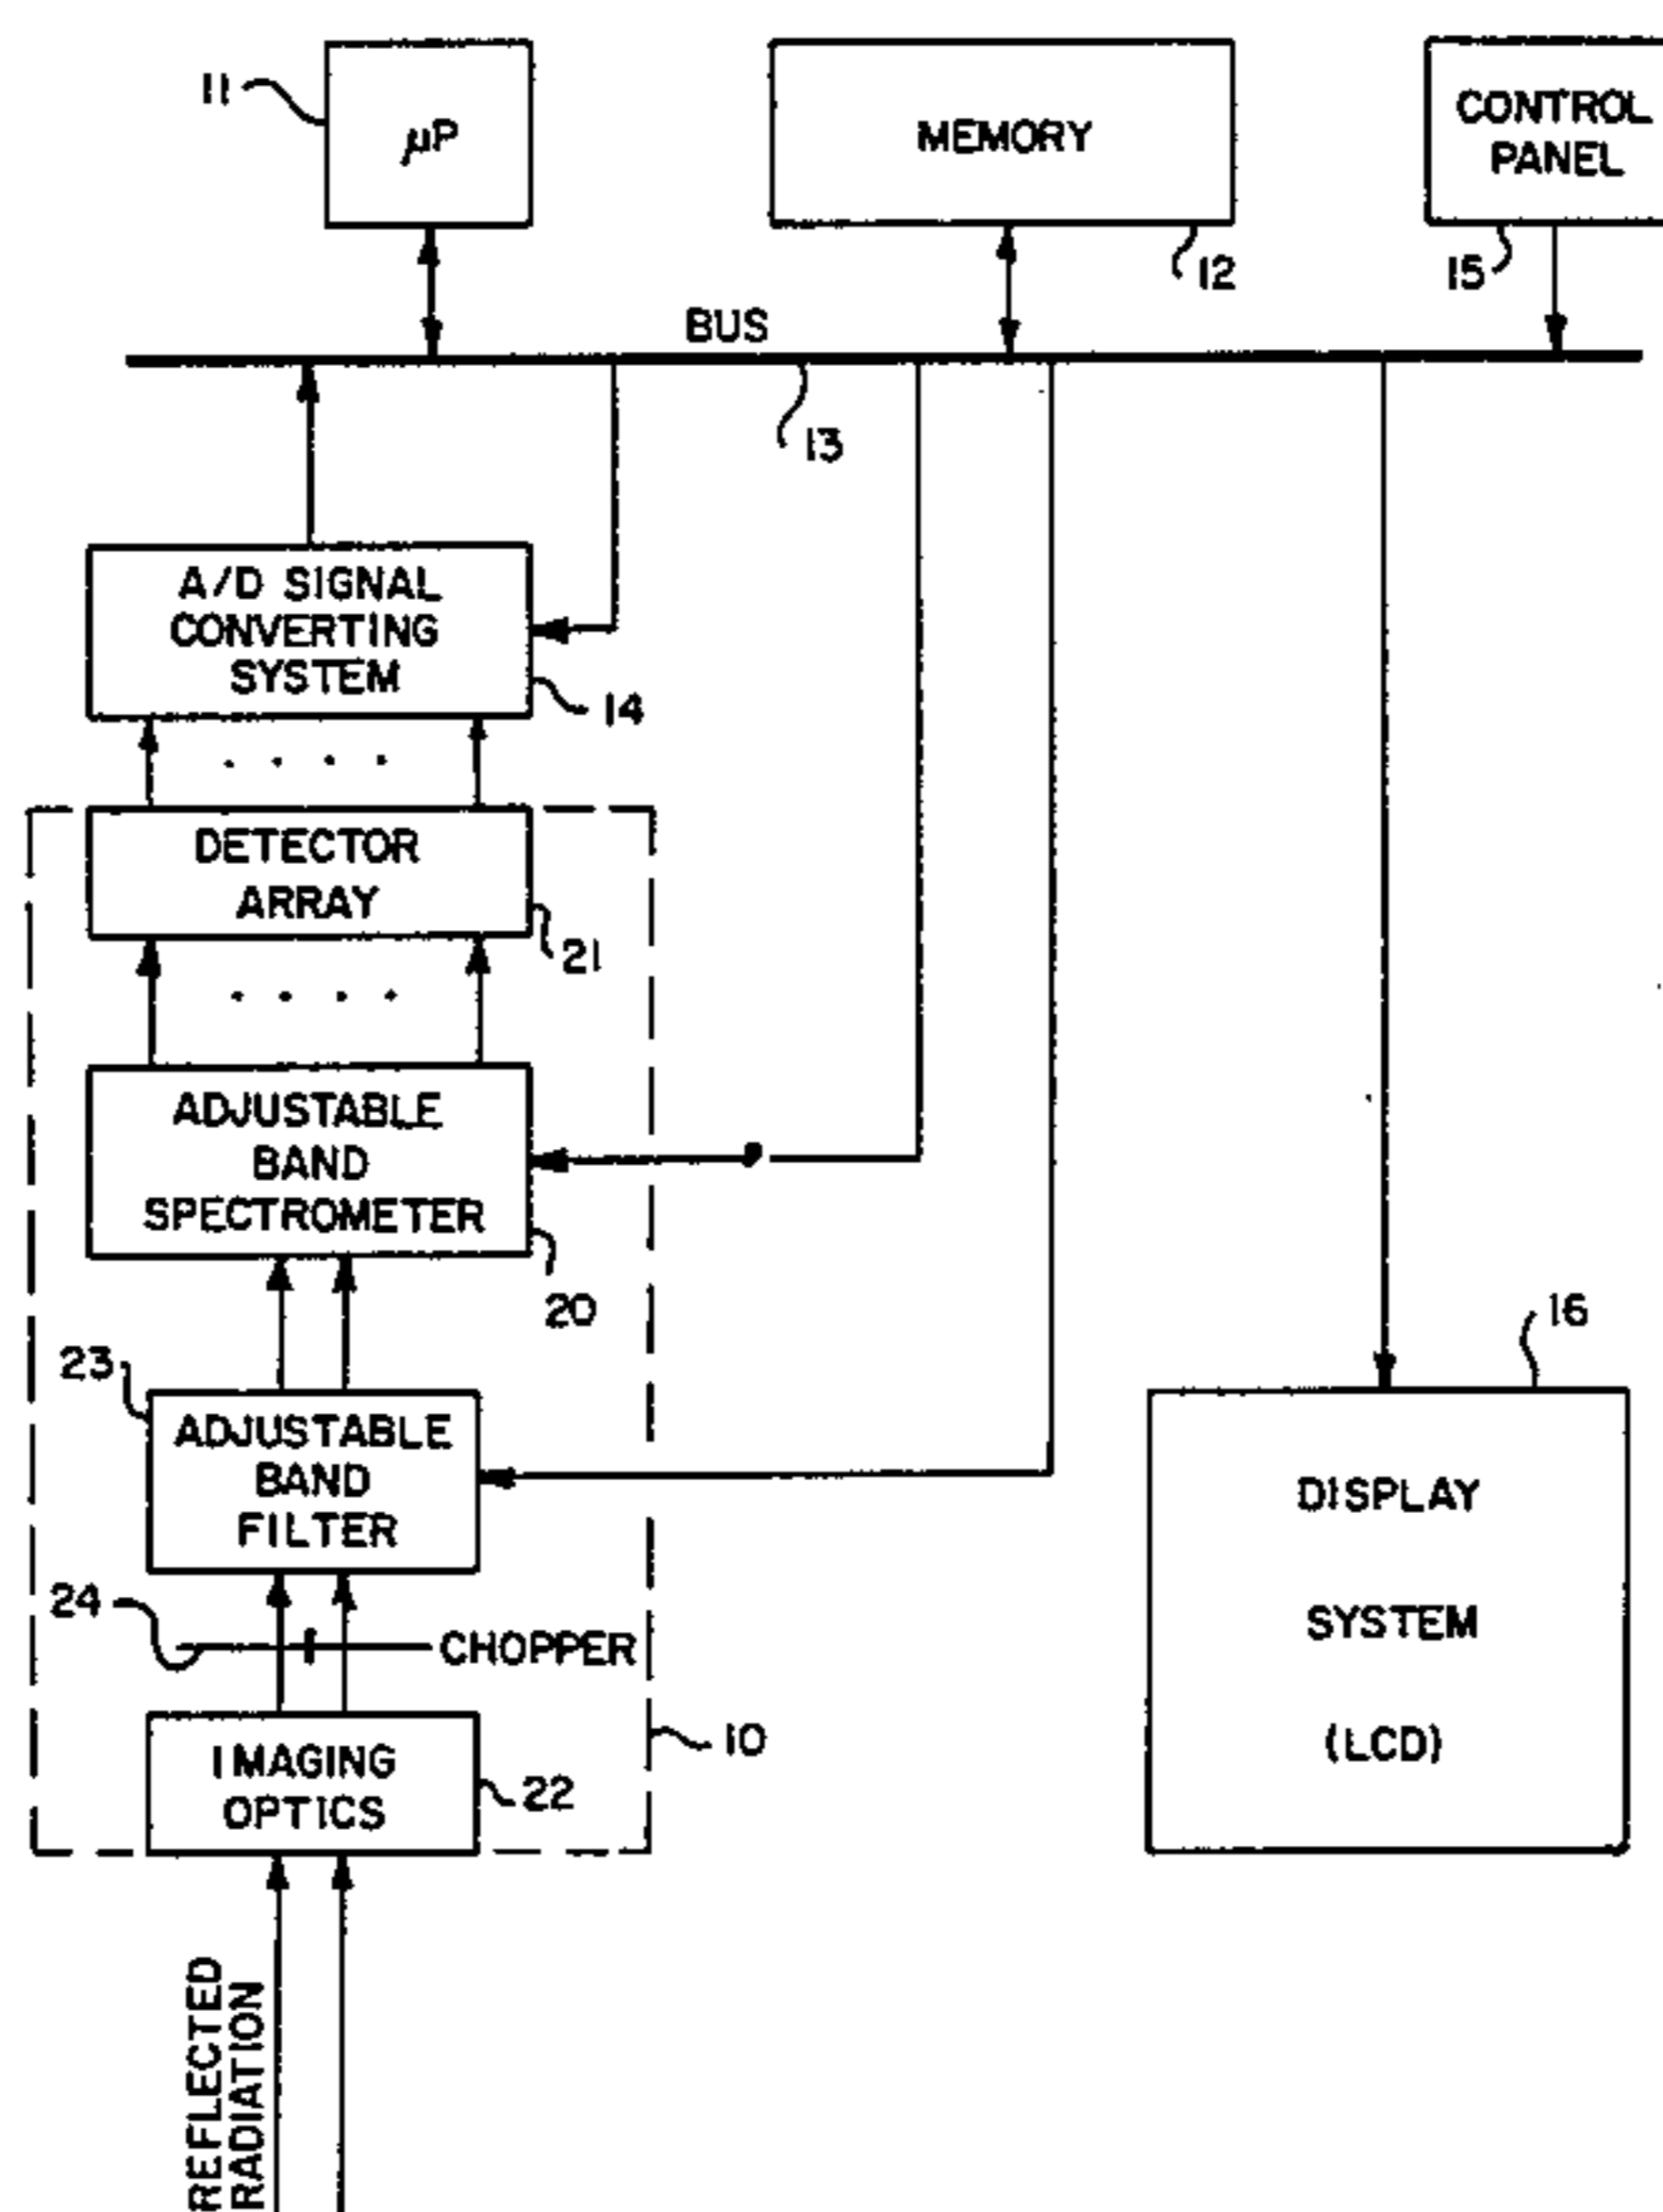 11
μP
MEMORY
12
CONTROL
PANEL
15
BUS
13
A/D SIGNAL
CONVERTING
SYSTEM
14
DETECTOR
ARRAY
21
ADJUSTABLE
BAND
SPECTROMETER
20
23
ADJUSTABLE
BAND
FILTER
24
CHOPPER
10
IMAGING
OPTICS
22
16
DISPLAY
SYSTEM
(LCD)
REFLECTED
RADIATION